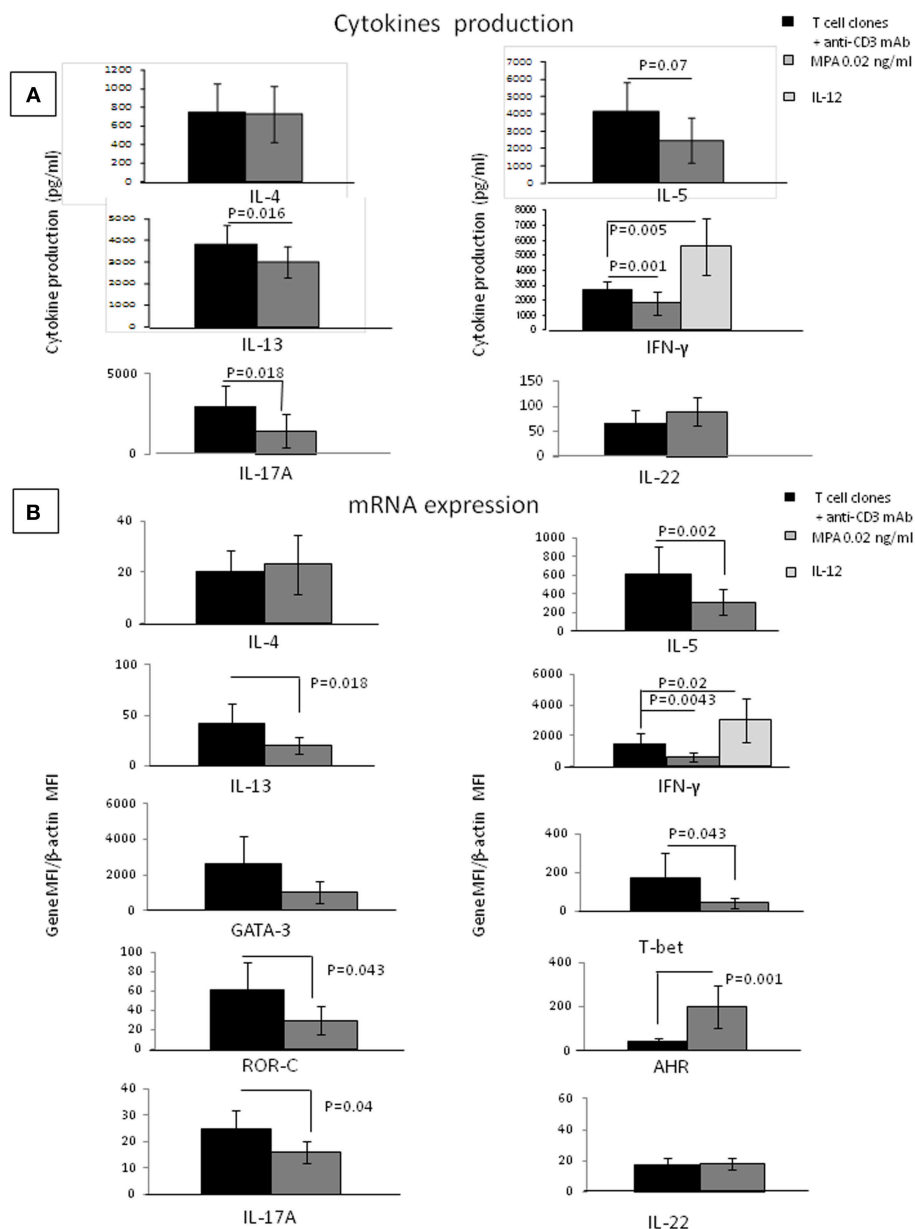 Cytokines production
T cell clones
+ anti-CD3 mAb
MPA 0.02 ng/ml
IL-12
A
Cytokine production (pg/ml)
1200
1000
800
600
400
200
0
IL-4
7000
6000
5000
4000
3000
2000
1000
0
P=0.07
IL-5
5000
4000
3000
2000
1000
0
P=0.016
IL-13
Cytokine production (pg/ml)
8000
7000
6000
5000
4000
3000
2000
1000
0
P=0.005
P=0.001
IFN-γ
5000
0
P=0.018
IL-17A
150
100
50
0
IL-22
B
mRNA expression
T cell clones
+ anti-CD3 mAb
MPA 0.02 ng/ml
IL-12
40
20
0
IL-4
1000
800
600
400
200
0
P=0.002
IL-5
Gene MFI/β-actin MFI
100
50
0
P=0.018
IL-13
Gene MFI/β-actin MFI
6000
4000
2000
0
P=0.02
P=0.0043
IFN-γ
6000
4000
2000
0
GATA-3
400
200
0
P=0.043
T-bet
100
80
60
40
20
0
P=0.043
ROR-C
400
200
0
P=0.001
AHR
40
30
20
10
0
P=0.04
IL-17A
60
40
20
0
IL-22